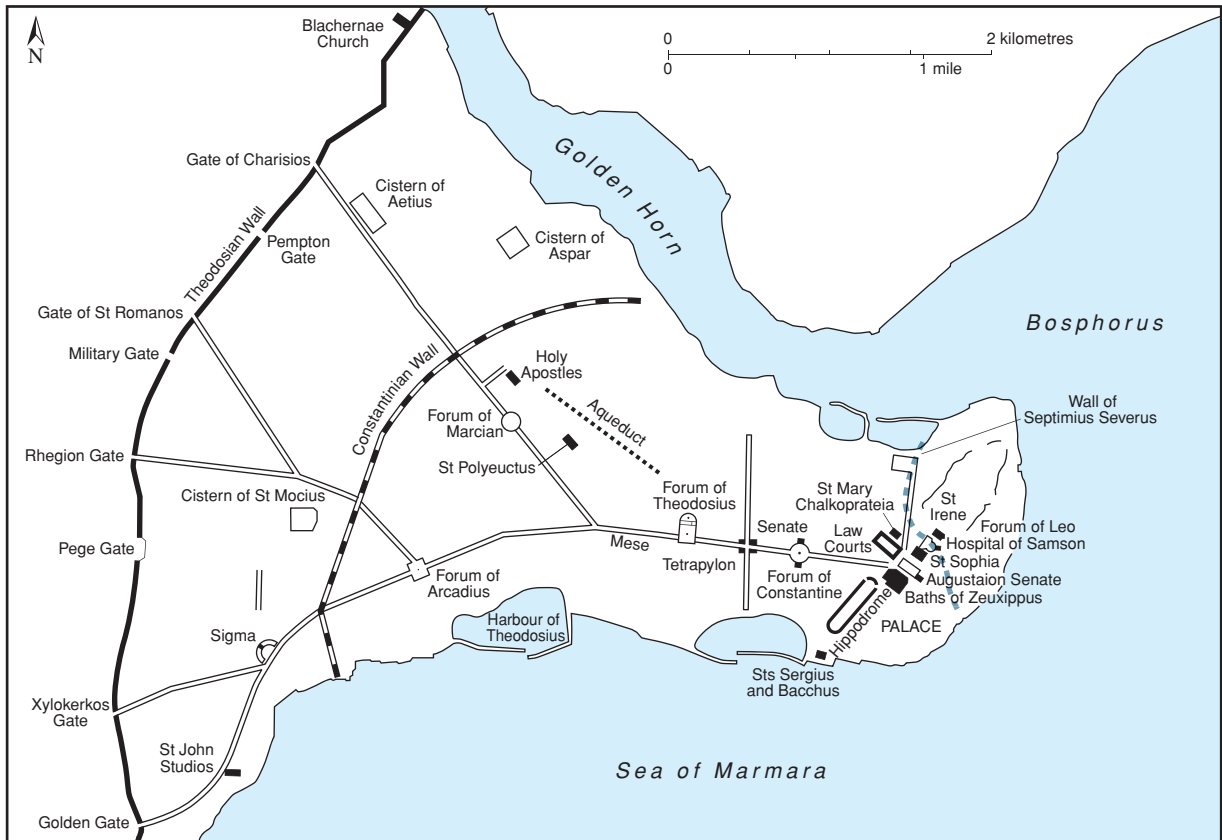 Blachernae
Church
N
0 2 kilometres
0 1 mile
Gate of Charisios
Golden Horn
Cistern of
Aetius
Theodosian Wall
Pempton
Gate
Cistern of
Aspar
Gate of St Romanos
Bosphorus
Military Gate
Constantinian Wall
Holy
Apostles
Wall of
Septimius Severus
Aqueduct
Forum of
Marcian
Rhegion Gate
St Polyeuctus
Cistern of St Mocius
Forum of
Theodosius
St Mary
Chalkoprateia
St
Irene
Senate
Law
Courts
Forum of Leo
Hospital of Samson
Pege Gate
Mese
Tetrapylon
St Sophia
Forum of
Arcadius
Forum of
Constantine
Augustaion Senate
Baths of Zeuxippus
Harbour of
Theodosius
Hippodrome
PALACE
Sigma
Sts Sergius
and Bacchus
Xylokerkos
Gate
St John
Studios
Sea of Marmara
Golden Gate